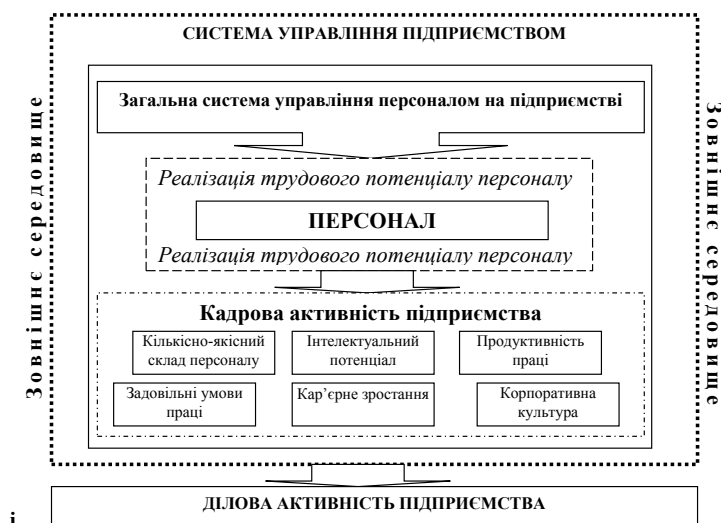 СИСТЕМА УПРАВЛІННЯ ПІДПРИЄМСТВОМ
Зовнішнє середовище
Зовнішнє середовище
Загальна система управління персоналом на підприємстві
Реалізація трудового потенціалу персоналу
ПЕРСОНАЛ
Реалізація трудового потенціалу персоналу
Кадрова активність підприємства
Кількісно-якісний
склад персоналу
Інтелектуальний
потенціал
Продуктивність
праці
Задовільні умови
праці
Кар’єрне зростання
Корпоративна
культура
ДІЛОВА АКТИВНІСТЬ ПІДПРИЄМСТВА
і